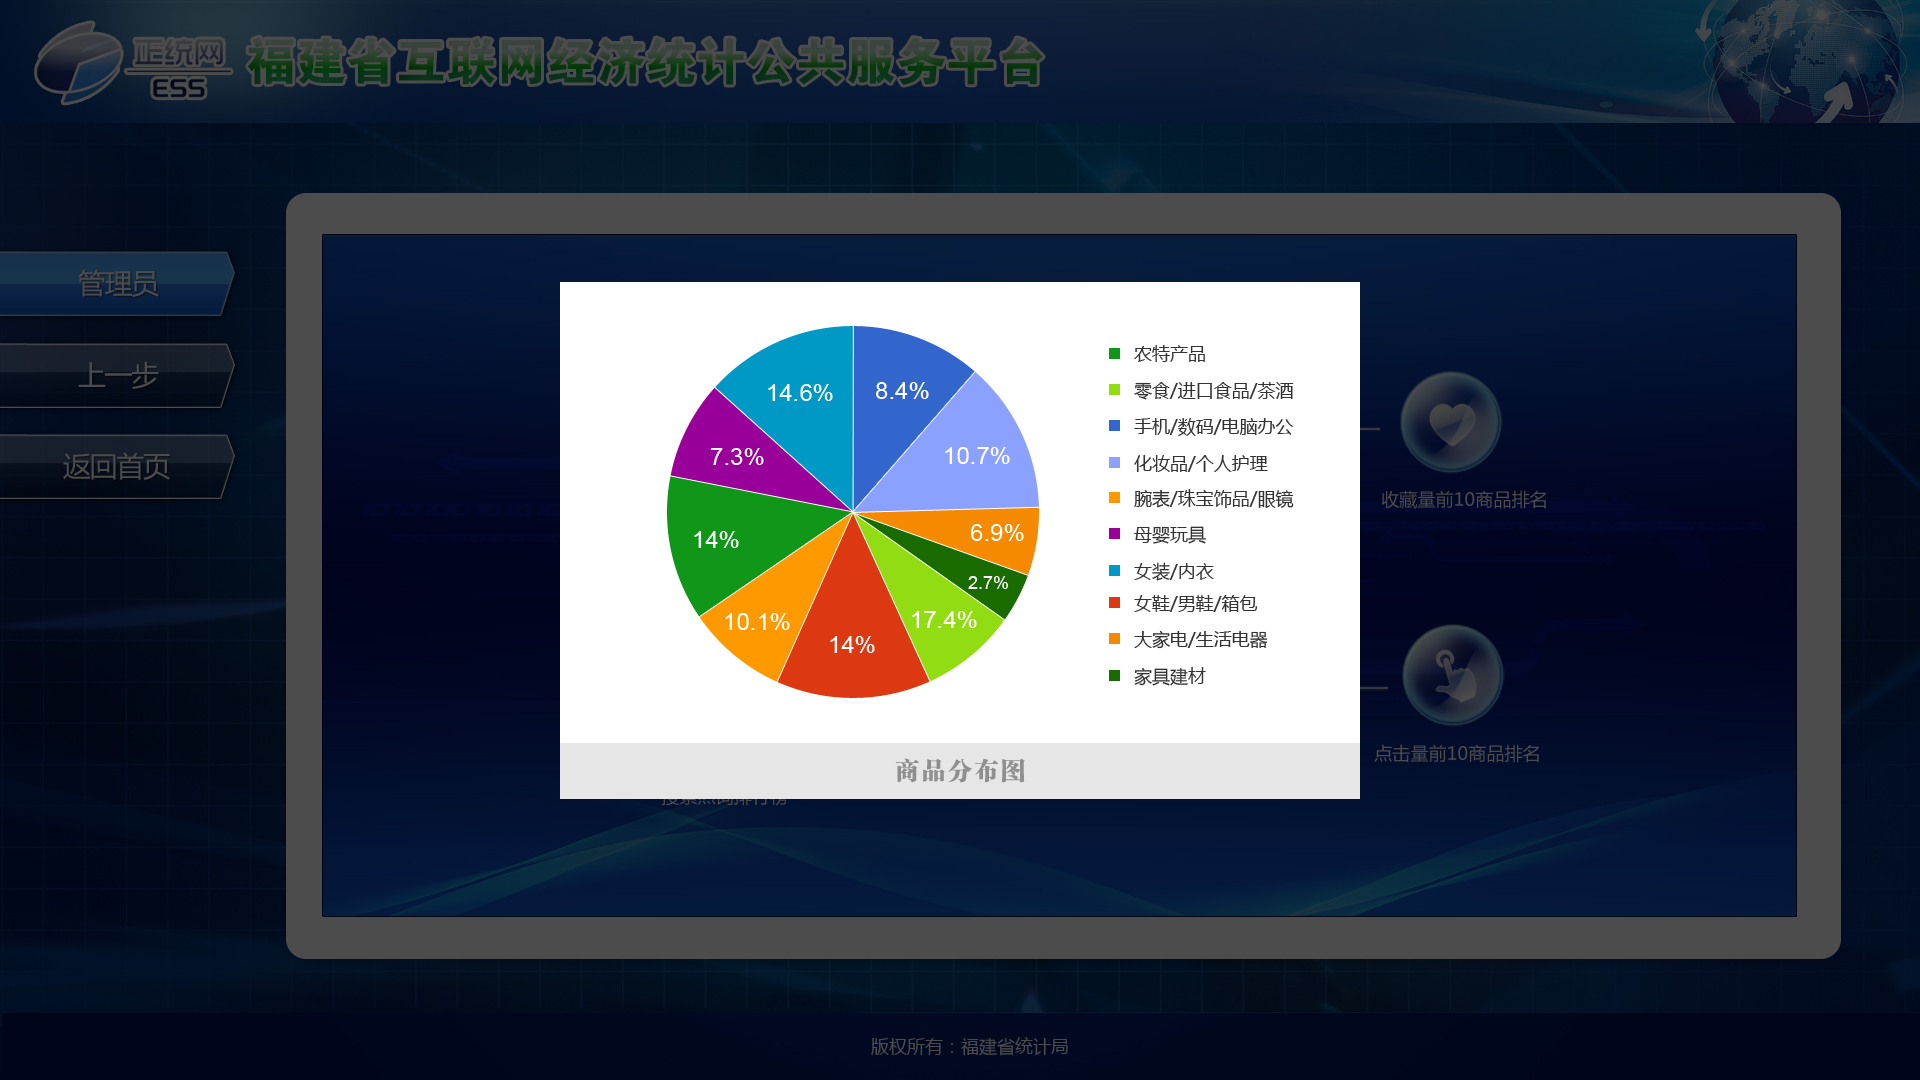 正统网
ESS
福建省互联网经济统计公共服务平台
管理员
上一步
返回首页
14.6%
8.4%
7.3%
10.7%
14%
6.9%
10.1%
2.7%
14%
17.4%
农特产品
零食/进口食品/茶酒
手机/数码/电脑办公
化妆品/个人护理
腕表/珠宝饰品/眼镜
母婴玩具
女装/内衣
女鞋/男鞋/箱包
大家电/生活电器
家具建材
商品分布图
收藏量前10商品排名
点击量前10商品排名
版权所有：福建省统计局